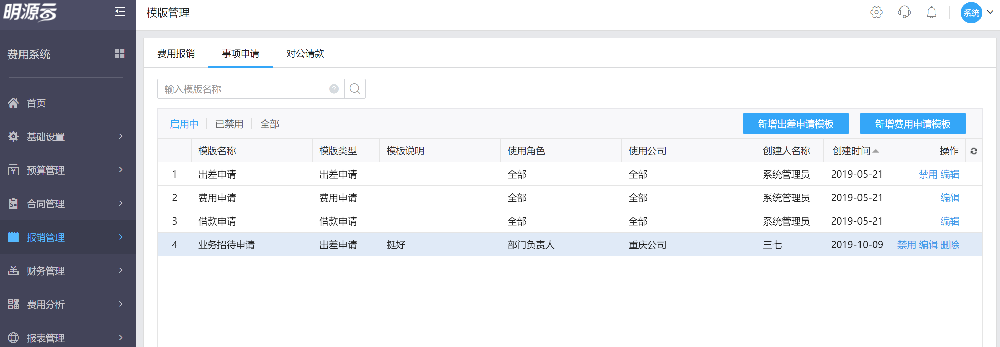 明源云
模版管理
系统
费用系统
首页
基础设置
预算管理
合同管理
报销管理
财务管理
费用分析
报表管理
费用报销 事项申请 对公请款
输入模版名称 ?
启用中 已禁用 全部 新增出差申请模板 新增费用申请模板
模版名称 模版类型 模板说明 使用角色 使用公司 创建人名称 创建时间 操作
1 出差申请 出差申请 全部 全部 系统管理员 2019-05-21 禁用 编辑
2 费用申请 费用申请 全部 全部 系统管理员 2019-05-21 编辑
3 借款申请 借款申请 全部 全部 系统管理员 2019-05-21 编辑
4 业务招待申请 出差申请 挺好 部门负责人 重庆公司 三七 2019-10-09 禁用 编辑 删除